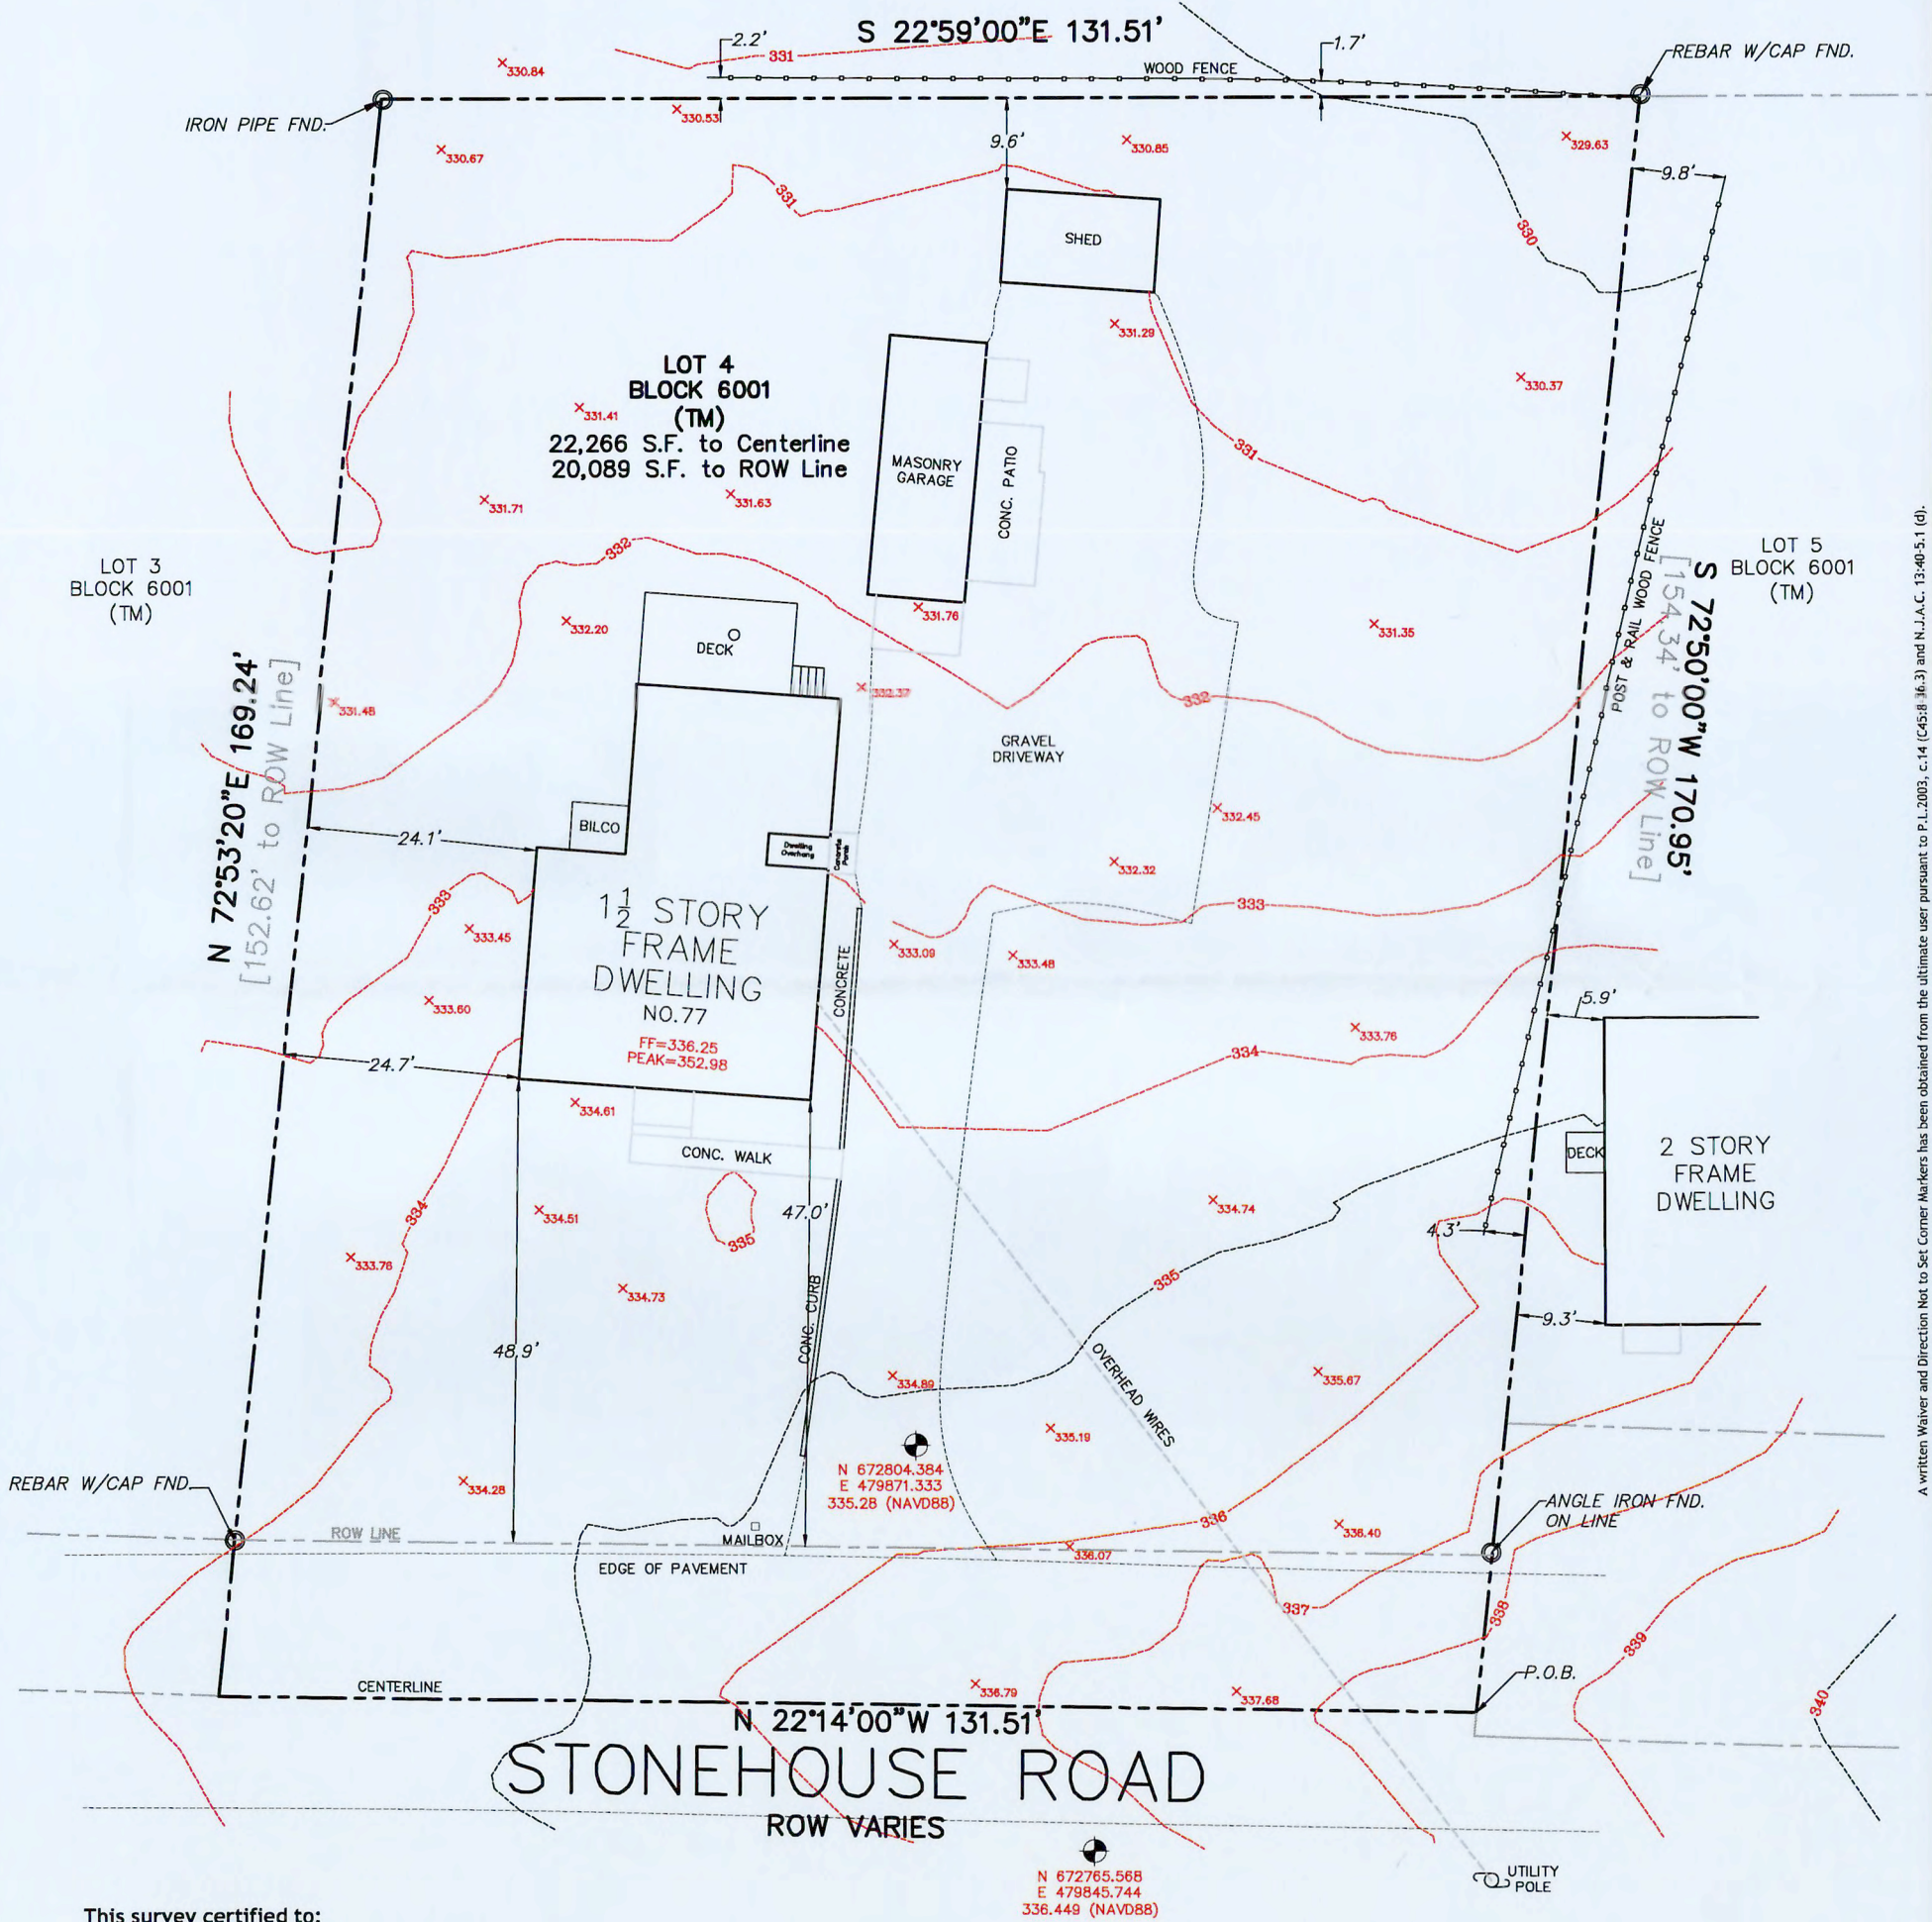 S 22°59'00"E 131.51'
2.2'
331
1.7'
WOOD FENCE
REBAR W/CAP FND.
330.84
IRON PIPE FND.
330.53
330.67
9.6'
330.85
329.63
9.8'
331
330
SHED
331.29
LOT 4
BLOCK 6001
(TM)
22,266 S.F. to Centerline
20,089 S.F. to ROW Line
331.41
330.37
MASONRY
GARAGE
CONC. PATIO
331
331.71
331.63
332
LOT 3
BLOCK 6001
(TM)
LOT 5
BLOCK 6001
(TM)
S 72°50'00"W 170.95'
[154.34' to ROW Line]
POST & RAIL WOOD FENCE
332.20
DECK
331.76
331.35
N 72°53'20"E 169.24'
[152.62' to ROW Line]
331.48
332.37
332
GRAVEL
DRIVEWAY
BILCO
24.1'
332.45
Dwelling
Overhang
Concrete
Porch
332.32
333
333
1 1/2 STORY
FRAME
DWELLING
NO.77
FF=336.25
PEAK=352.98
333.45
CONCRETE
333.09
333.48
333.60
5.9'
333.76
334
24.7'
334.61
CONC. WALK
DECK
2 STORY
FRAME
DWELLING
334
334.51
335
47.0'
334.74
4.3'
333.76
334.73
CONC. CURB
335
9.3'
48.9'
OVERHEAD WIRES
334.89
335.67
335.19
REBAR W/CAP FND.
334.28
N 672804.384
E 479871.333
335.28 (NAVD88)
ANGLE IRON FND.
ON LINE
336
336.40
ROW LINE
MAILBOX
336.07
EDGE OF PAVEMENT
337
338
339
340
CENTERLINE
336.79
337.68
P.O.B.
N 22°14'00"W 131.51'
STONEHOUSE ROAD
ROW VARIES
N 672765.568
E 479845.744
336.449 (NAVD88)
UTILITY
POLE
This survey certified to:
A written Waiver and Direction Not to Set Corner Markers has been obtained from the ultimate user pursuant to P.L.2003, c.14 (C45:8-36.3) and N.J.A.C. 13:40-5.1 (d).